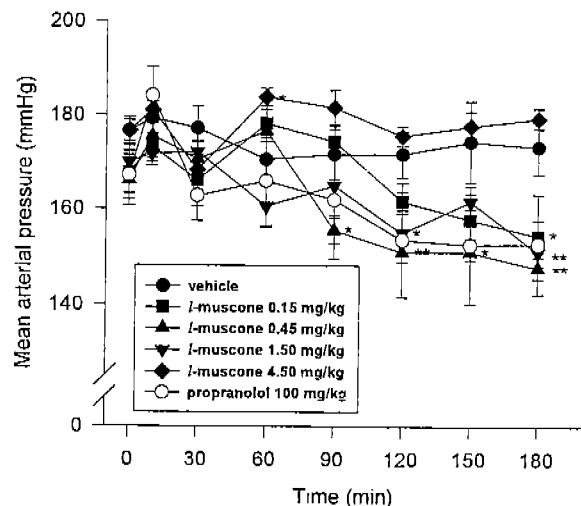 200
180
160
140
0
Mean arterial pressure (mmHg)
*
*
*
**
*
*
**
**
vehicle
l-muscone 0.15 mg/kg
l-muscone 0.45 mg/kg
l-muscone 1.50 mg/kg
l-muscone 4.50 mg/kg
propranolol 100 mg/kg
0 30 60 90 120 150 180
Time (min)